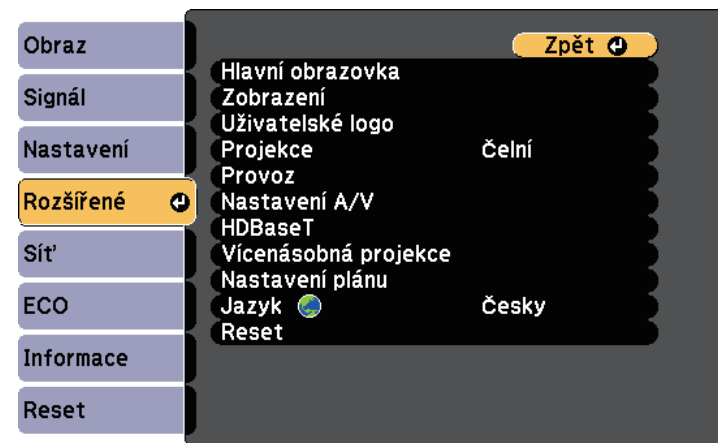 Obraz
Signál
Nastavení
Rozšířené
Síť
ECO
Informace
Reset
Zpět
Hlavní obrazovka
Zobrazení
Uživatelské logo
Projekce Čelní
Provoz
Nastavení A/V
HDBaseT
Vícenásobná projekce
Nastavení plánu
Jazyk Česky
Reset